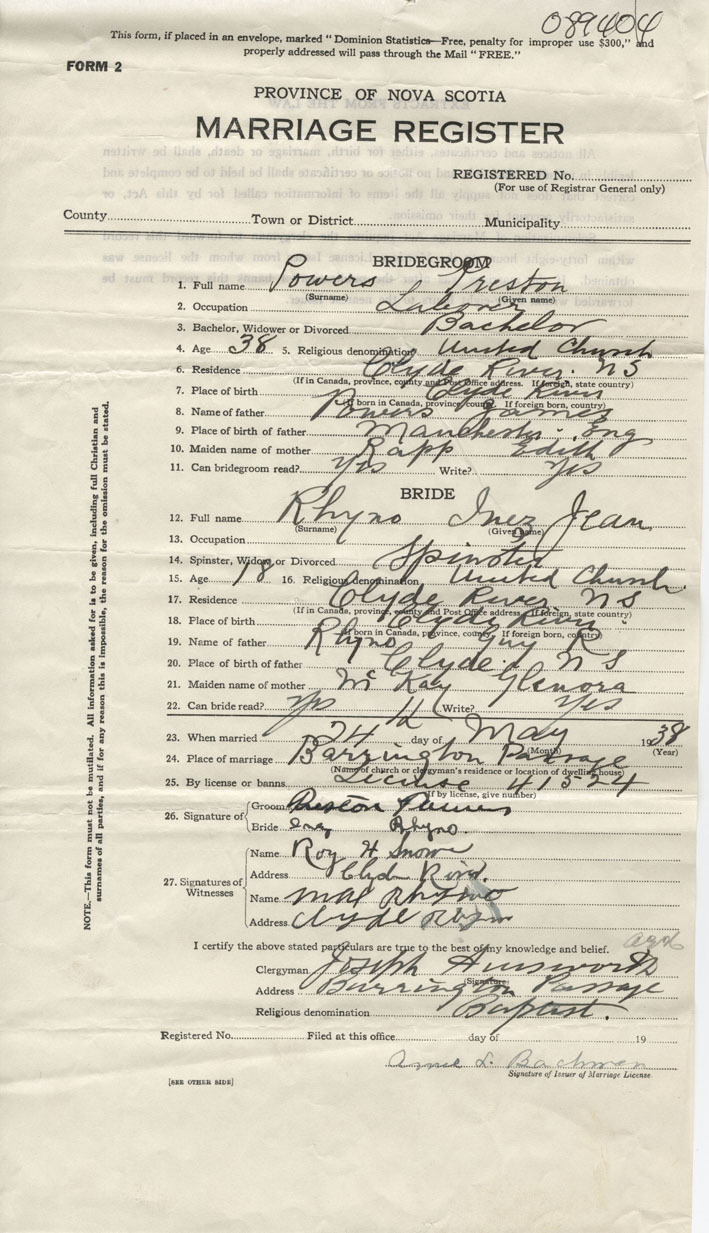 089404
This form, if placed in an envelope, marked "Dominion Statistics—Free, penalty for improper use $300," and
properly addressed will pass through the Mail "FREE."
FORM 2
PROVINCE OF NOVA SCOTIA
MARRIAGE REGISTER
REGISTERED No.
(For use of Registrar General only)
County Town or District Municipality
BRIDEGROOM
1. Full name Powers Preston
(Surname) (Given name)
2. Occupation Laborer
3. Bachelor, Widower or Divorced Bachelor
4. Age 38 5. Religious denomination United Church
6. Residence Clyde River. NS
(If in Canada, province, county and Post Office address. If foreign, state country)
7. Place of birth Clyde River
(If born in Canada, province, county. If foreign born, country)
8. Name of father Powers James
9. Place of birth of father Manchester. Eng
10. Maiden name of mother Rapp Edith
11. Can bridegroom read? Yes Write? Yes
BRIDE
12. Full name Rhyno Inez Jean
(Surname) (Given name)
13. Occupation
14. Spinster, Widow or Divorced Spinster
15. Age 18 16. Religious denomination United Church
17. Residence Clyde River NS
(If in Canada, province, county and Post Office address. If foreign, state country)
18. Place of birth Clyde River.
(If born in Canada, province, county. If foreign born, country)
19. Name of father Rhyno Guy R
20. Place of birth of father Clyde. NS
21. Maiden name of mother McKay Glenora
22. Can bride read? Yes Write? Yes
23. When married 24th day of May 1938
(Month) (Year)
24. Place of marriage Barrington Passage
(Name of church or clergyman's residence or location of dwelling house)
25. By license or banns License 41524
(If by license, give number)
26. Signature of Groom Preston Powers
Bride Inez Rhyno.
27. Signatures of Witnesses
Name Roy H Snow
Address Clyde River.
Name Mae Rhyno
Address Clyde River
I certify the above stated particulars are true to the best of my knowledge and belief.
Clergyman Joseph Ainsworth
(Signature)
Address Barrington Passage
Religious denomination Baptist.
Registered No. Filed at this office day of 19
L. Bachman
Signature of Issuer of Marriage License
[SEE OTHER SIDE]
NOTE.—This form must not be mutilated. All information asked for is to be given, including full Christian and
surnames of all parties, and if for any reason this is impossible, the reason for the omission must be stated.